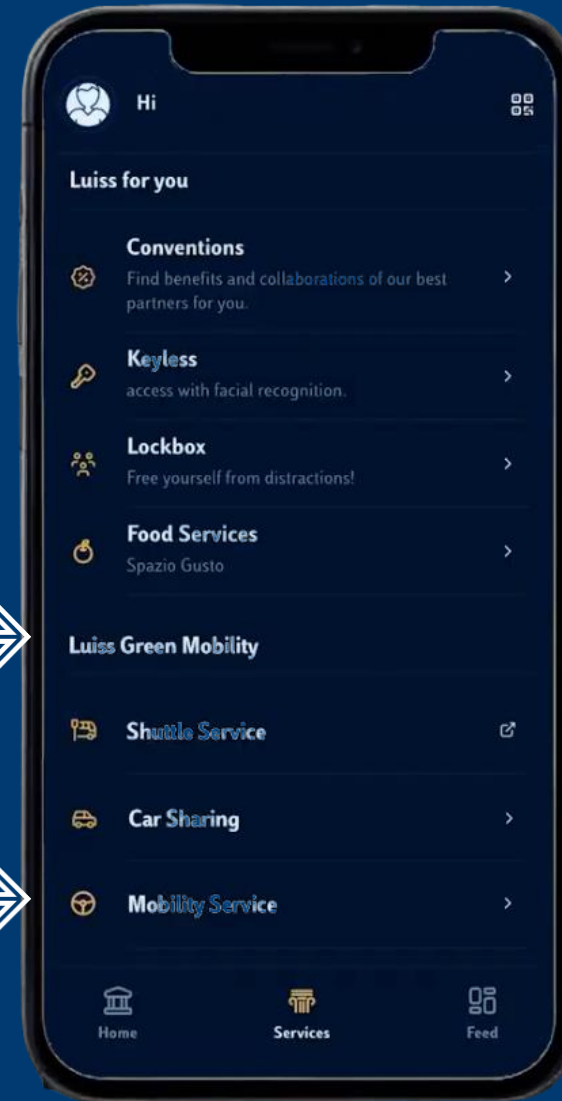 Hi
Luiss for you
Conventions
Find benefits and collaborations of our best
partners for you.
Keyless
access with facial recognition.
Lockbox
Free yourself from distractions!
Food Services
Spazio Gusto
Luiss Green Mobility
Shuttle Service
Car Sharing
Mobility Service
Home
Services
Feed